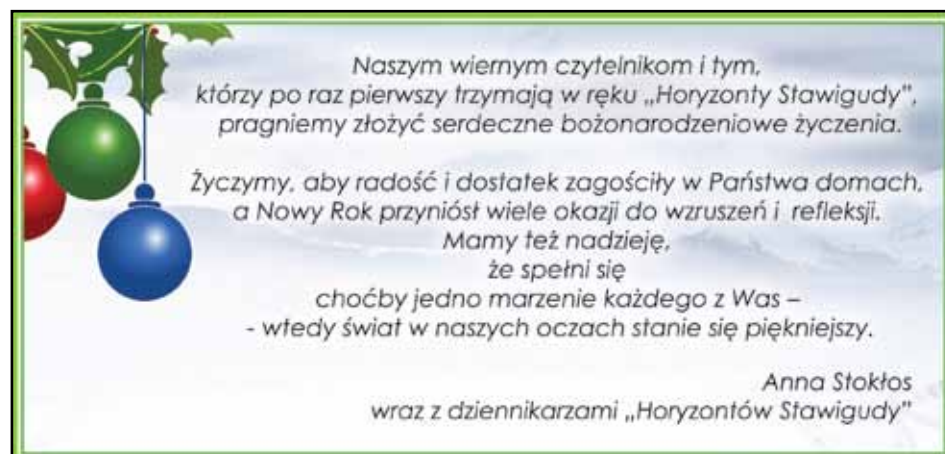 Naszym wiernym czytelnikom i tym,
którzy po raz pierwszy trzymają w ręku „Horyzonty Stawigudy”,
pragniemy złożyć serdeczne bożonarodzeniowe życzenia.
Życzymy, aby radość i dostatek zagościły w Państwa domach,
a Nowy Rok przyniósł wiele okazji do wzruszeń i refleksji.
Mamy też nadzieję,
że spełni się
choćby jedno marzenie każdego z Was –
- wtedy świat w naszych oczach stanie się piękniejszy.
Anna Stokłos
wraz z dziennikarzami „Horyzontów Stawigudy”